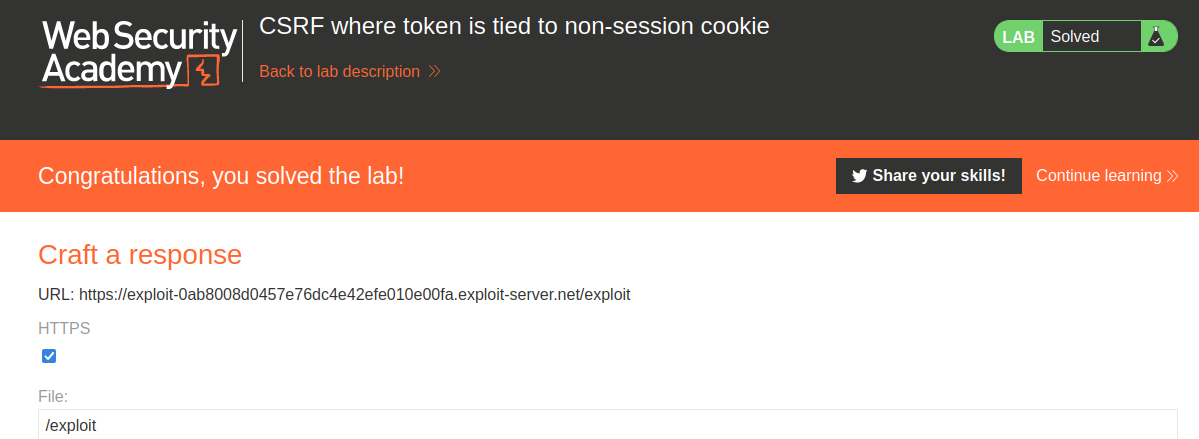 Web Security
Academy
CSRF where token is tied to non-session cookie
Back to lab description
LAB Solved
Congratulations, you solved the lab!
Share your skills!
Continue learning
Craft a response
URL: https://exploit-0ab8008d0457e76dc4e42efe010e00fa.exploit-server.net/exploit
HTTPS
File:
/exploit